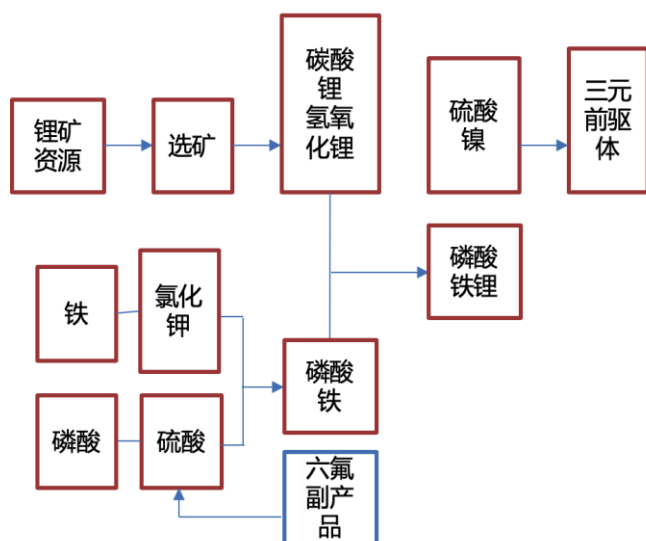 锂矿
资源
选矿
碳酸
锂
氢氧
化锂
硫酸
镍
三元
前驱
体
铁
氯化
钾
磷酸
铁锂
磷酸
硫酸
磷酸
铁
六氟
副产
品